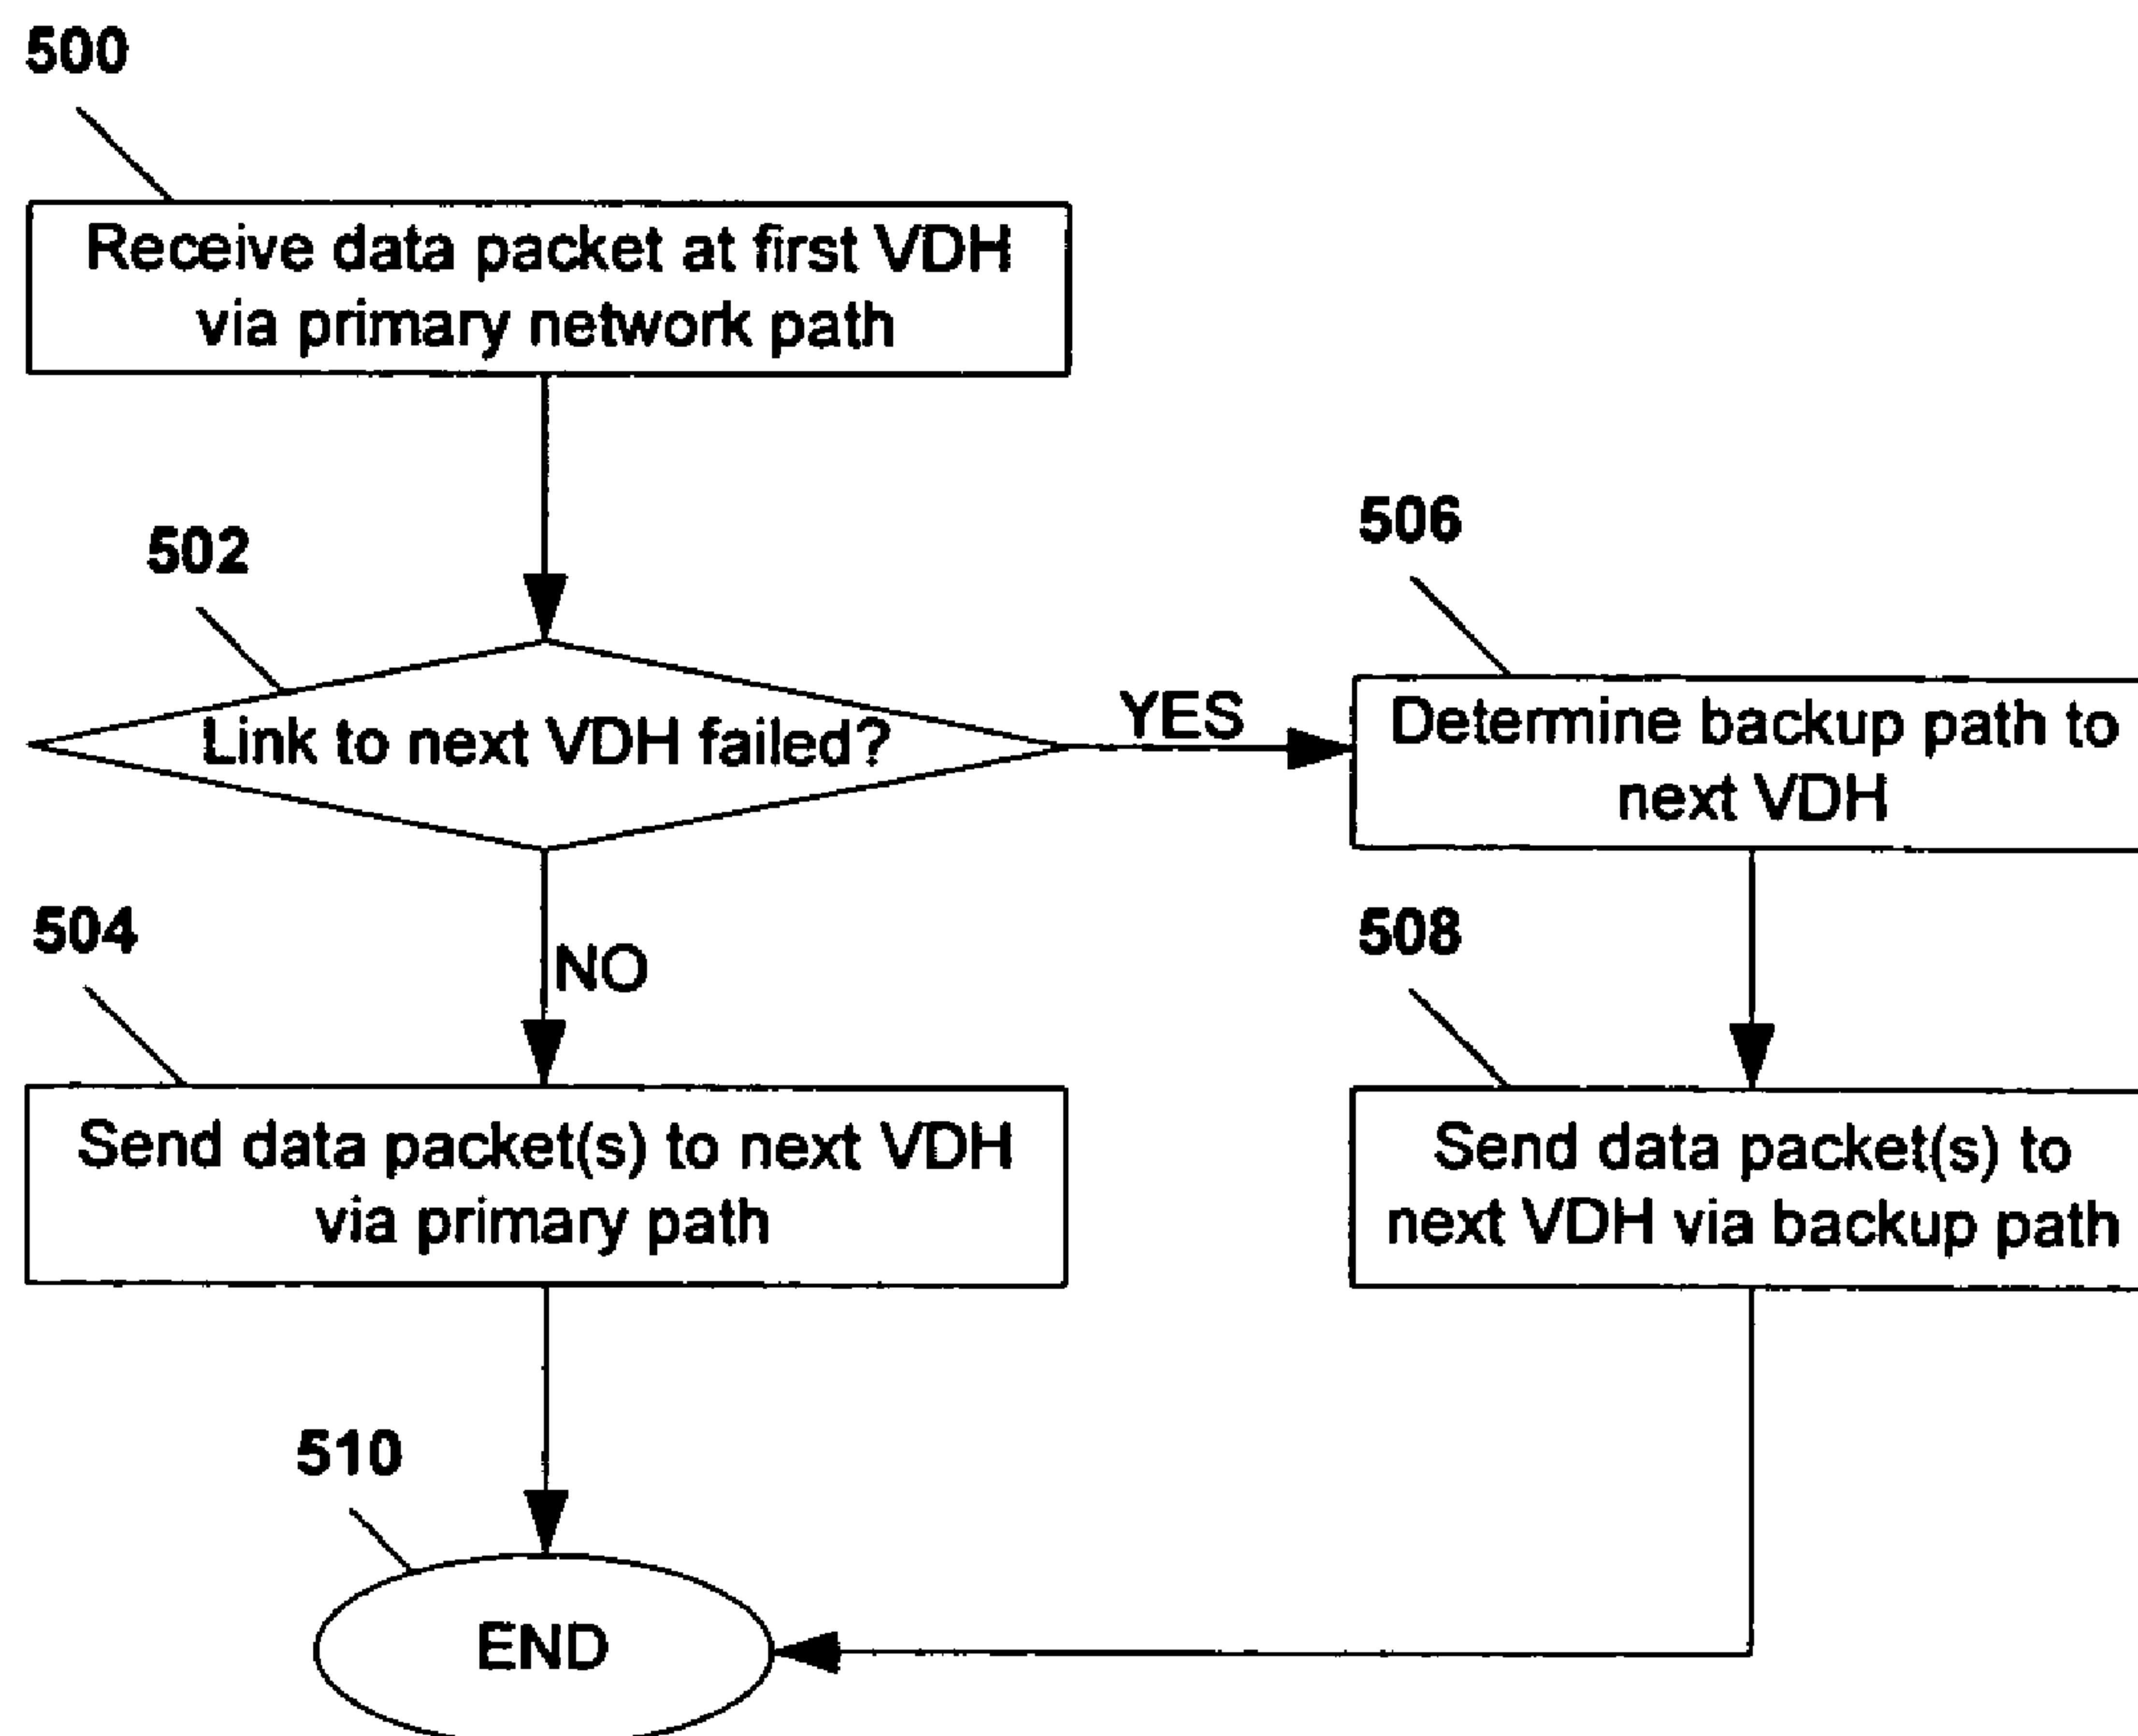 500
Receive data packet at first VDH
via primary network path
502
Link to next VDH failed?
YES
506
Determine backup path to
next VDH
504
NO
508
Send data packet(s) to next VDH
via primary path
Send data packet(s) to
next VDH via backup path
510
END